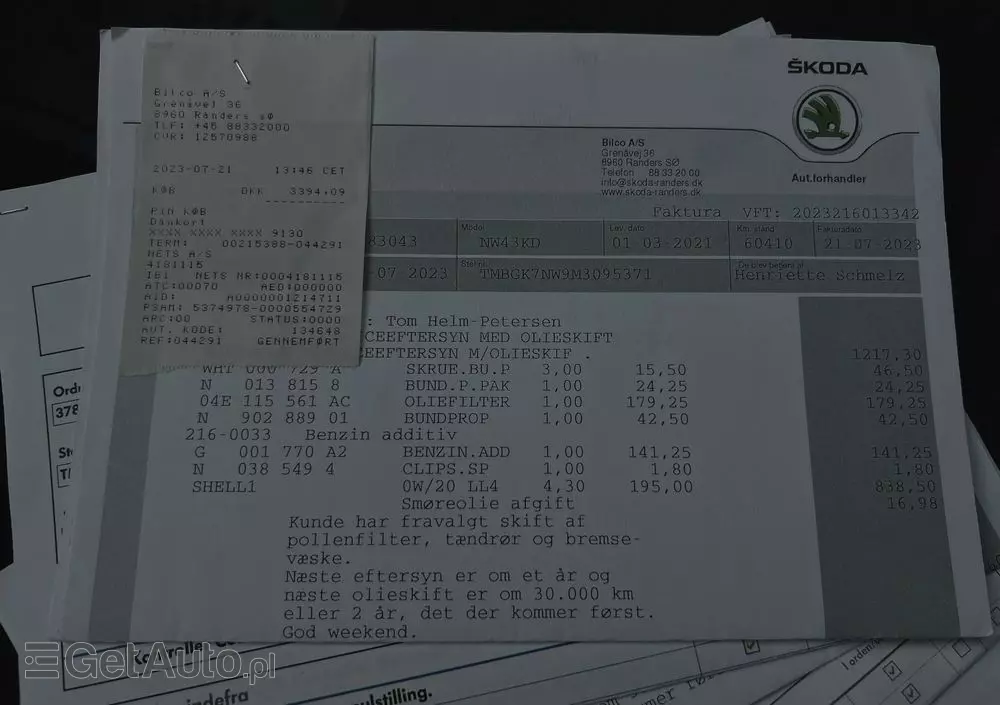 Bilco A/S
Grenåvej 36
8960 Randers SØ
TLF: +45 88332000
CVR: 12570988
2023-07-21 13:46 CET
KØB DKK 3394,09
PIN KØB
Dankort
XXXX XXXX XXXX 9130
TERM: 00215388-044291
NETS A/S
4181115
IB1 NETS NR:0004181115
ATC:00070 AED:000000
AID: A0000001214711
PSAM: 5374978-0000554729
ARC:00 STATUS:0000
AUT. KODE: 134648
REF:044291 GENNEMFØRT
ŠKODA
Bilco A/S
Grenåvej 36
8960 Randers SØ
Telefon 88 33 20 00
info@skoda-randers.dk
www.skoda-randers.dk
Aut.forhandler
Faktura VFT: 2023216013342
Model Lev. dato Km. stand Fakturadato
83043 NW43KD 01-03-2021 60410 21-07-2023
Stel nr. De blev betjent af
-07 2023 TMBGK7NW9M3095371 Henriette Schmelz
: Tom Helm-Petersen
CEEFTERSYN MED OLIESKIFT
CEEFTERSYN M/OLIESKIF . 1217,30
WHT 000 729 A SKRUE.BU.P 3,00 15,50 46,50
N 013 815 8 BUND.P.PAK 1,00 24,25 24,25
04E 115 561 AC OLIEFILTER 1,00 179,25 179,25
N 902 889 01 BUNDPROP 1,00 42,50 42,50
216-0033 Benzin additiv
G 001 770 A2 BENZIN.ADD 1,00 141,25 141,25
N 038 549 4 CLIPS.SP 1,00 1,80 1,80
SHELL1 0W/20 LL4 4,30 195,00 838,50
Smøreolie afgift 16,98
Kunde har fravalgt skift af
pollenfilter, tændrør og bremse-
væske.
Næste eftersyn er om et år og
næste olieskift er om 30.000 km
eller 2 år, det der kommer først.
God weekend.
Ordr
378
St
GetAuto.pl
indefra
ulstilling.
I orden/u